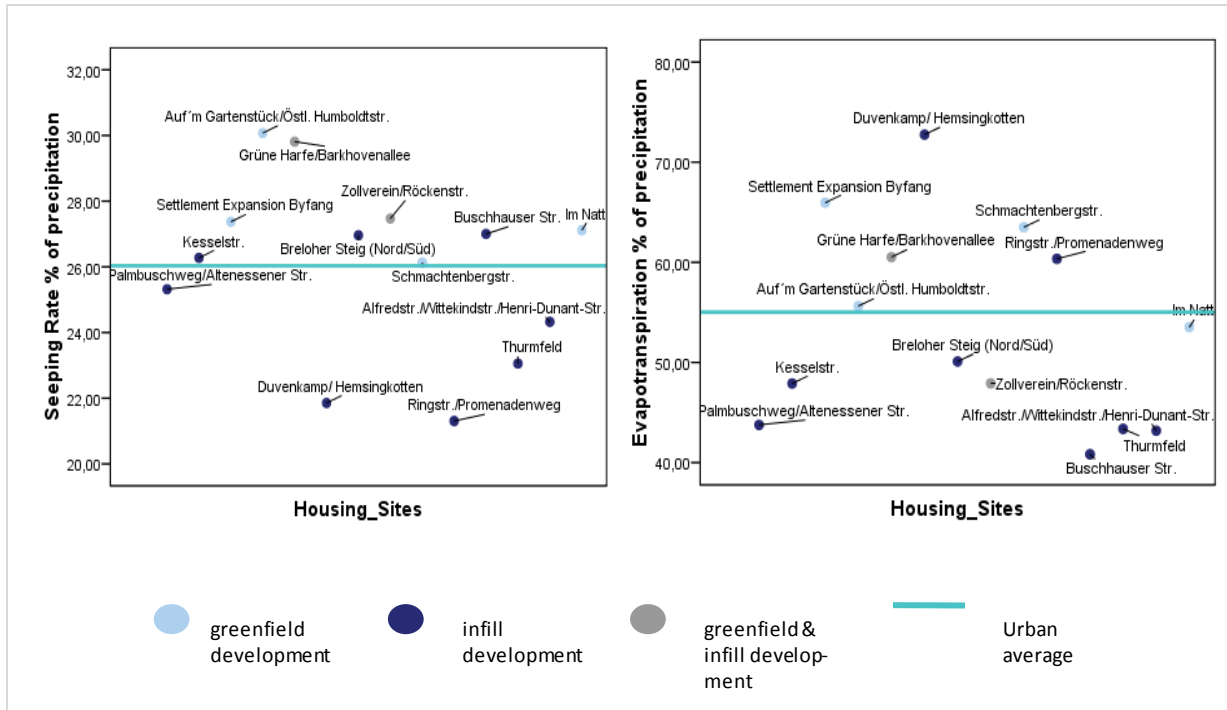 Seeping Rate % of precipitation
32,00
30,00
28,00
26,00
24,00
22,00
20,00
Auf´m Gartenstück/Östl. Humboldtstr.
Grüne Harfe/Barkhovenallee
Zollverein/Röckenstr.
Settlement Expansion Byfang
Buschhauser Str.
Im Natt
Kesselstr.
Breloher Steig (Nord/Süd)
Palmbuschweg/Altenessener Str.
Schmachtenbergstr.
Alfredstr./Wittekindstr./Henri-Dunant-Str.
Thurmfeld
Duvenkamp/ Hemsingkotten
Ringstr./Promenadenweg
Housing_Sites
Evapotranspiration % of precipitation
80,00
70,00
60,00
50,00
40,00
Duvenkamp/ Hemsingkotten
Settlement Expansion Byfang
Schmachtenbergstr.
Grüne Harfe/Barkhovenallee
Ringstr./Promenadenweg
Auf´m Gartenstück/Östl. Humboldtstr.
Im Natt
Breloher Steig (Nord/Süd)
Kesselstr.
Zollverein/Röckenstr.
Palmbuschweg/Altenessener Str.
Alfredstr./Wittekindstr./Henri-Dunant-Str.
Thurmfeld
Buschhauser Str.
Housing_Sites
greenfield
development
infill
development
greenfield &
infill develop-
ment
Urban
average